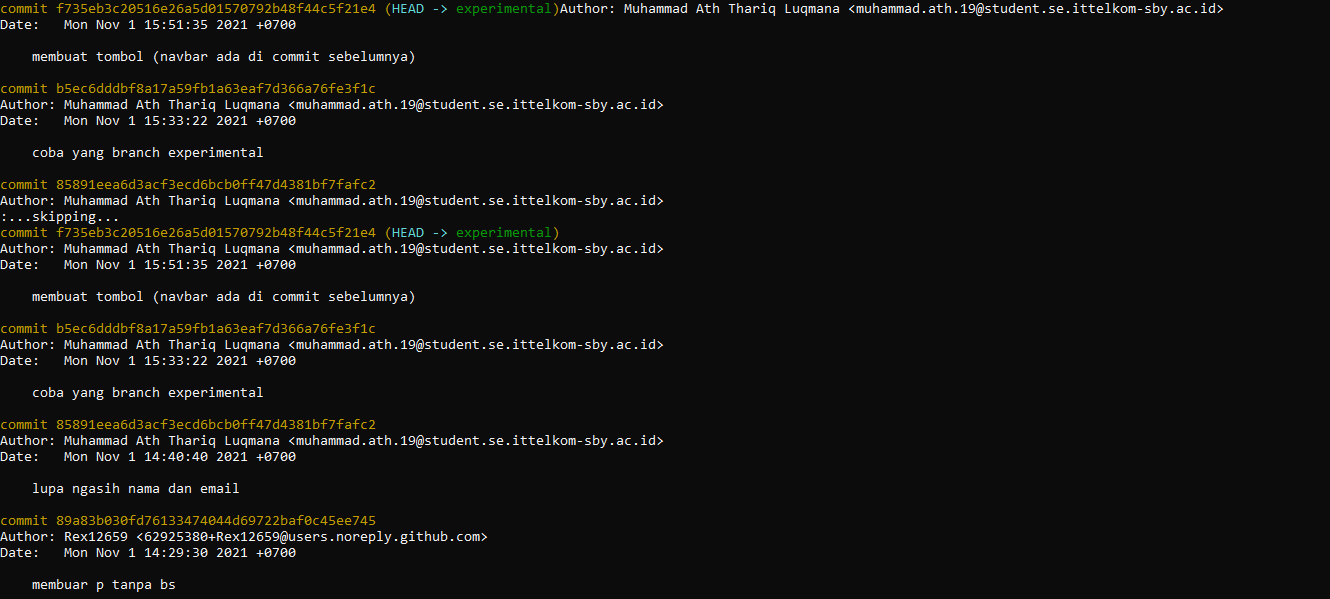 commit f735eb3c20516e26a5d01570792b48f44c5f21e4 (HEAD -> experimental)Author: Muhammad Ath Thariq Luqmana <muhammad.ath.19@student.se.ittelkom-sby.ac.id>
Date:   Mon Nov 1 15:51:35 2021 +0700
membuat tombol (navbar ada di commit sebelumnya)
commit b5ec6dddbf8a17a59fb1a63eaf7d366a76fe3f1c
Author: Muhammad Ath Thariq Luqmana <muhammad.ath.19@student.se.ittelkom-sby.ac.id>
Date:   Mon Nov 1 15:33:22 2021 +0700
coba yang branch experimental
commit 85891eea6d3acf3ecd6bcb0ff47d4381bf7fafc2
Author: Muhammad Ath Thariq Luqmana <muhammad.ath.19@student.se.ittelkom-sby.ac.id>
:...skipping...
commit f735eb3c20516e26a5d01570792b48f44c5f21e4 (HEAD -> experimental)
Author: Muhammad Ath Thariq Luqmana <muhammad.ath.19@student.se.ittelkom-sby.ac.id>
Date:   Mon Nov 1 15:51:35 2021 +0700
membuat tombol (navbar ada di commit sebelumnya)
commit b5ec6dddbf8a17a59fb1a63eaf7d366a76fe3f1c
Author: Muhammad Ath Thariq Luqmana <muhammad.ath.19@student.se.ittelkom-sby.ac.id>
Date:   Mon Nov 1 15:33:22 2021 +0700
coba yang branch experimental
commit 85891eea6d3acf3ecd6bcb0ff47d4381bf7fafc2
Author: Muhammad Ath Thariq Luqmana <muhammad.ath.19@student.se.ittelkom-sby.ac.id>
Date:   Mon Nov 1 14:40:40 2021 +0700
lupa ngasih nama dan email
commit 89a83b030fd76133474044d69722baf0c45ee745
Author: Rex12659 <62925380+Rex12659@users.noreply.github.com>
Date:   Mon Nov 1 14:29:30 2021 +0700
membuar p tanpa bs